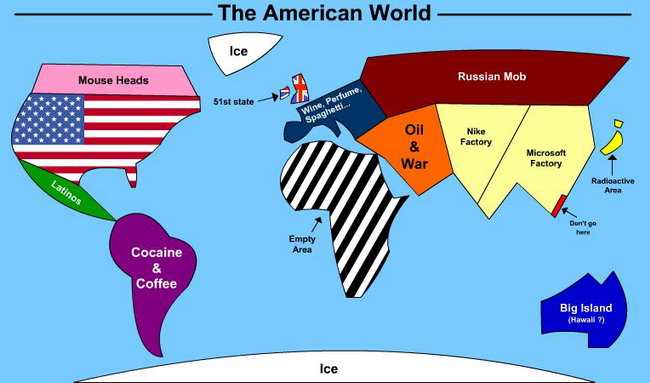 The American World
Ice
Mouse Heads
Russian Mob
51st state
Wine, Perfume,
Spaghetti...
Oil
&
War
Nike
Factory
Microsoft
Factory
Radioactive
Area
Latinos
Don't go
here
Empty
Area
Cocaine
&
Coffee
Big Island
(Hawaii ?)
Ice